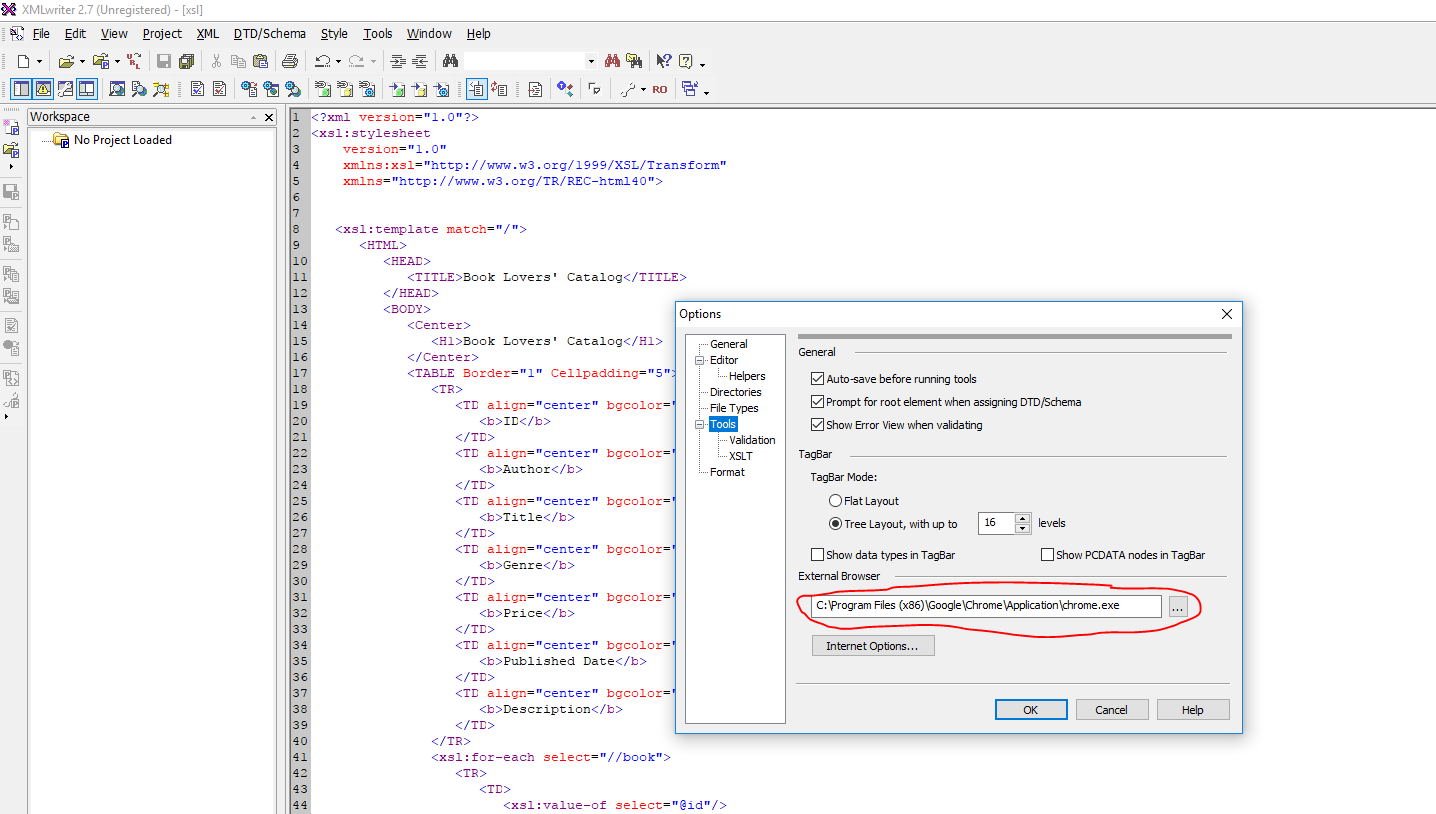 XMLwriter 2.7 (Unregistered) - [xsl]
File Edit View Project XML DTD/Schema Style Tools Window Help
Workspace
No Project Loaded
1 <?xml version="1.0"?>
2 <xsl:stylesheet
3 version="1.0"
4 xmlns:xsl="http://www.w3.org/1999/XSL/Transform"
5 xmlns="http://www.w3.org/TR/REC-html40">
6
7
8 <xsl:template match="/">
9 <HTML>
10 <HEAD>
11 <TITLE>Book Lovers' Catalog</TITLE>
12 </HEAD>
13 <BODY>
14 <Center>
15 <H1>Book Lovers' Catalog</H1>
16 </Center>
17 <TABLE Border="1" Cellpadding="5">
18 <TR>
19 <TD align="center" bgcolor="
20 <b>ID</b>
21 </TD>
22 <TD align="center" bgcolor="
23 <b>Author</b>
24 </TD>
25 <TD align="center" bgcolor="
26 <b>Title</b>
27 </TD>
28 <TD align="center" bgcolor="
29 <b>Genre</b>
30 </TD>
31 <TD align="center" bgcolor="
32 <b>Price</b>
33 </TD>
34 <TD align="center" bgcolor="
35 <b>Published Date</b>
36 </TD>
37 <TD align="center" bgcolor="
38 <b>Description</b>
39 </TD>
40 </TR>
41 <xsl:for-each select="//book">
42 <TR>
43 <TD>
44 <xsl:value-of select="@id"/>
Options
General
Editor
Helpers
Directories
File Types
Tools
Validation
XSLT
Format
General
Auto-save before running tools
Prompt for root element when assigning DTD/Schema
Show Error View when validating
TagBar
TagBar Mode:
Flat Layout
Tree Layout, with up to 16 levels
Show data types in TagBar Show PCDATA nodes in TagBar
External Browser
C:\Program Files (x86)\Google\Chrome\Application\chrome.exe ...
Internet Options...
OK Cancel Help